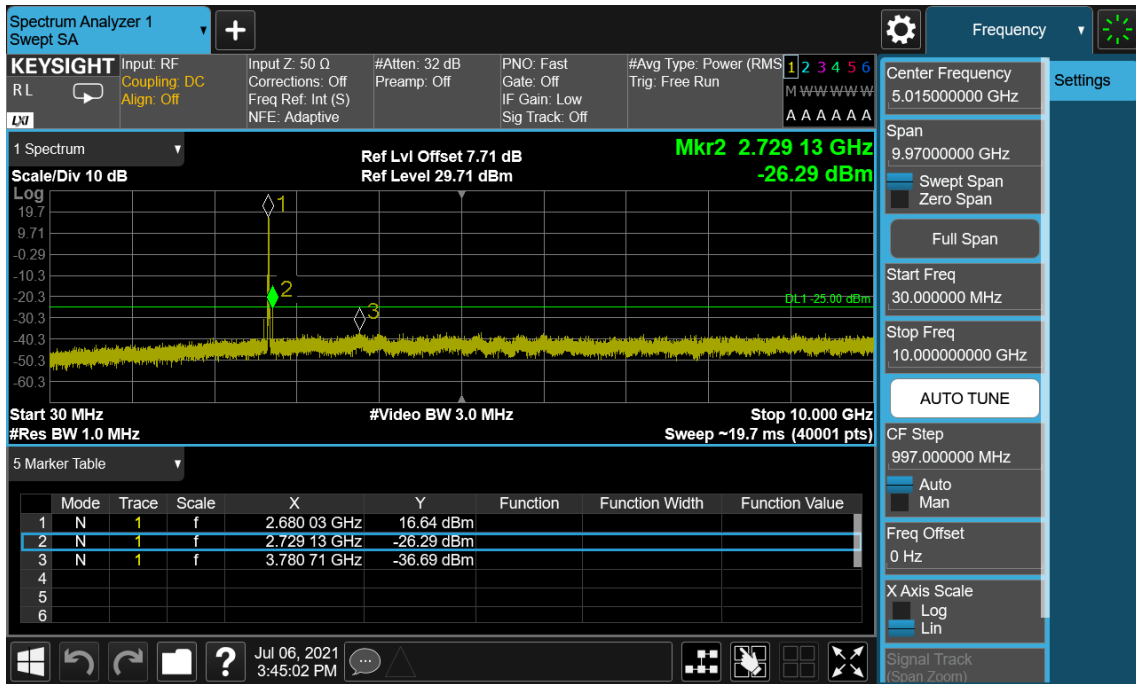 Spectrum Analyzer 1
Swept SA
Frequency
KEYSIGHT
RL
LXI
Input: RF
Coupling: DC
Align: Off
Input Z: 50 Ω
Corrections: Off
Freq Ref: Int (S)
NFE: Adaptive
#Atten: 32 dB
Preamp: Off
PNO: Fast
Gate: Off
IF Gain: Low
Sig Track: Off
#Avg Type: Power (RMS
Trig: Free Run
1 2 3 4 5 6
M W W W W W
A A A A A A
1 Spectrum
Scale/Div 10 dB
Ref Lvl Offset 7.71 dB
Ref Level 29.71 dBm
Mkr2 2.729 13 GHz
-26.29 dBm
Log
19.7
9.71
-0.29
-10.3
-20.3
-30.3
-40.3
-50.3
-60.3
1
2
3
DL1 -25.00 dBm
Start 30 MHz
#Video BW 3.0 MHz
Stop 10.000 GHz
#Res BW 1.0 MHz
Sweep ~19.7 ms (40001 pts)
5 Marker Table
Mode Trace Scale X Y Function Function Width Function Value
1 N 1 f 2.680 03 GHz 16.64 dBm
2 N 1 f 2.729 13 GHz -26.29 dBm
3 N 1 f 3.780 71 GHz -36.69 dBm
4
5
6
?
Jul 06, 2021
3:45:02 PM
Center Frequency
5.015000000 GHz
Span
9.97000000 GHz
Swept Span
Zero Span
Full Span
Start Freq
30.000000 MHz
Stop Freq
10.000000000 GHz
AUTO TUNE
CF Step
997.000000 MHz
Auto
Man
Freq Offset
0 Hz
X Axis Scale
Log
Lin
Signal Track
(Span Zoom)
Settings